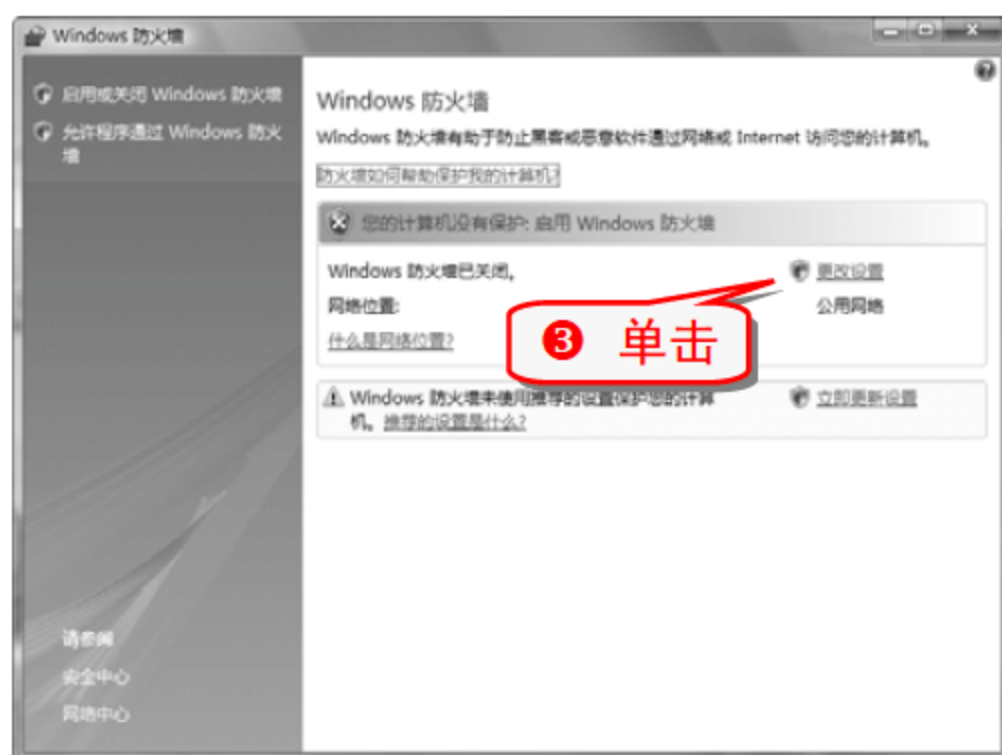 Windows 防火墙
启用或关闭 Windows 防火墙
允许程序通过 Windows 防火
墙
Windows 防火墙
Windows 防火墙有助于防止黑客或恶意软件通过网络或 Internet 访问您的计算机。
防火墙如何帮助保护我的计算机?
您的计算机没有保护: 启用 Windows 防火墙
Windows 防火墙已关闭。
更改设置
网络位置:
公用网络
什么是网络位置?
❸ 单击
Windows 防火墙未使用推荐的设置保护您的计算
机。推荐的设置是什么?
立即更新设置
请参阅
安全中心
网络中心